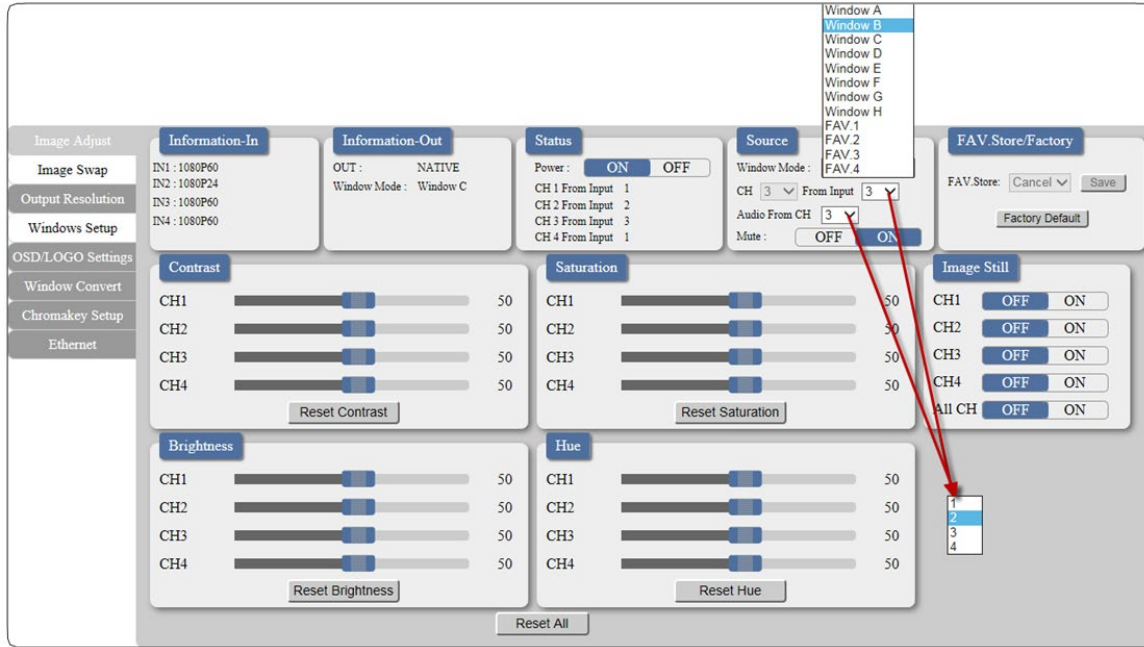 Window A
Window B
Window C
Window D
Window E
Window F
Window G
Window H
FAV.1
FAV.2
FAV.3
FAV.4
Image Adjust
Image Swap
Output Resolution
Windows Setup
OSD/LOGO Settings
Window Convert
Chromakey Setup
Ethernet
Information-In
IN1 : 1080P60
IN2 : 1080P24
IN3 : 1080P60
IN4 : 1080P60
Information-Out
OUT : NATIVE
Window Mode : Window C
Status
Power : ON OFF
CH 1 From Input 1
CH 2 From Input 2
CH 3 From Input 3
CH 4 From Input 1
Source
Window Mode :
CH 3 From Input 3
Audio From CH 3
Mute : OFF ON
FAV.Store/Factory
FAV.Store: Cancel Save
Factory Default
Contrast
CH1 50
CH2 50
CH3 50
CH4 50
Reset Contrast
Saturation
CH1 50
CH2 50
CH3 50
CH4 50
Reset Saturation
Image Still
CH1 OFF ON
CH2 OFF ON
CH3 OFF ON
CH4 OFF ON
All CH OFF ON
Brightness
CH1 50
CH2 50
CH3 50
CH4 50
Reset Brightness
Hue
CH1 50
CH2 50
CH3 50
CH4 50
Reset Hue
1
2
3
4
Reset All